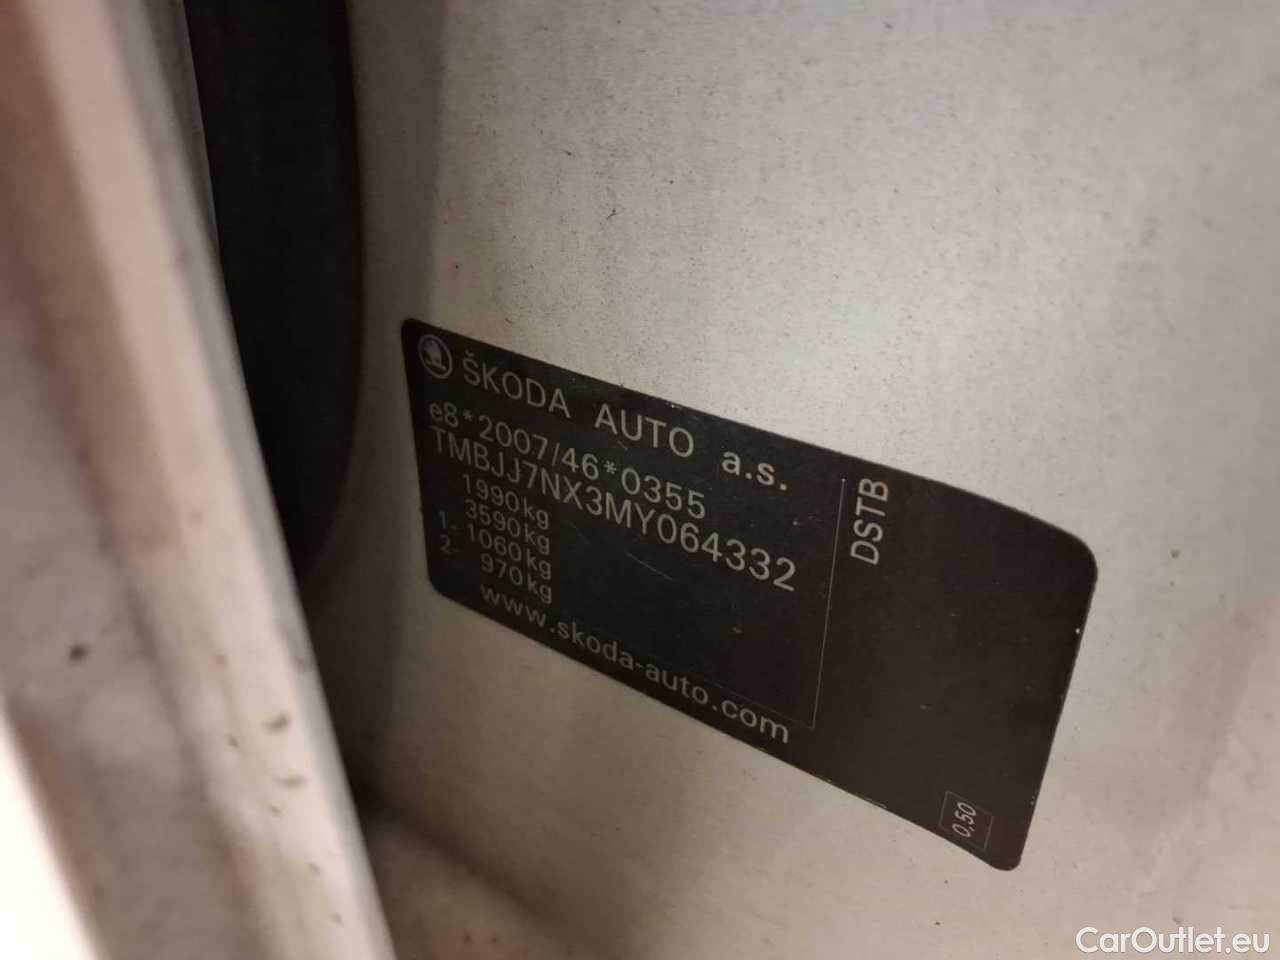 ŠKODA AUTO a.s.
e8*2007/46*0355
TMBJJ7NX3MY064332
1990kg
3590kg
1.- 1060kg
2.- 970kg
www.skoda-auto.com
DSTB
0,50
CarOutlet.eu